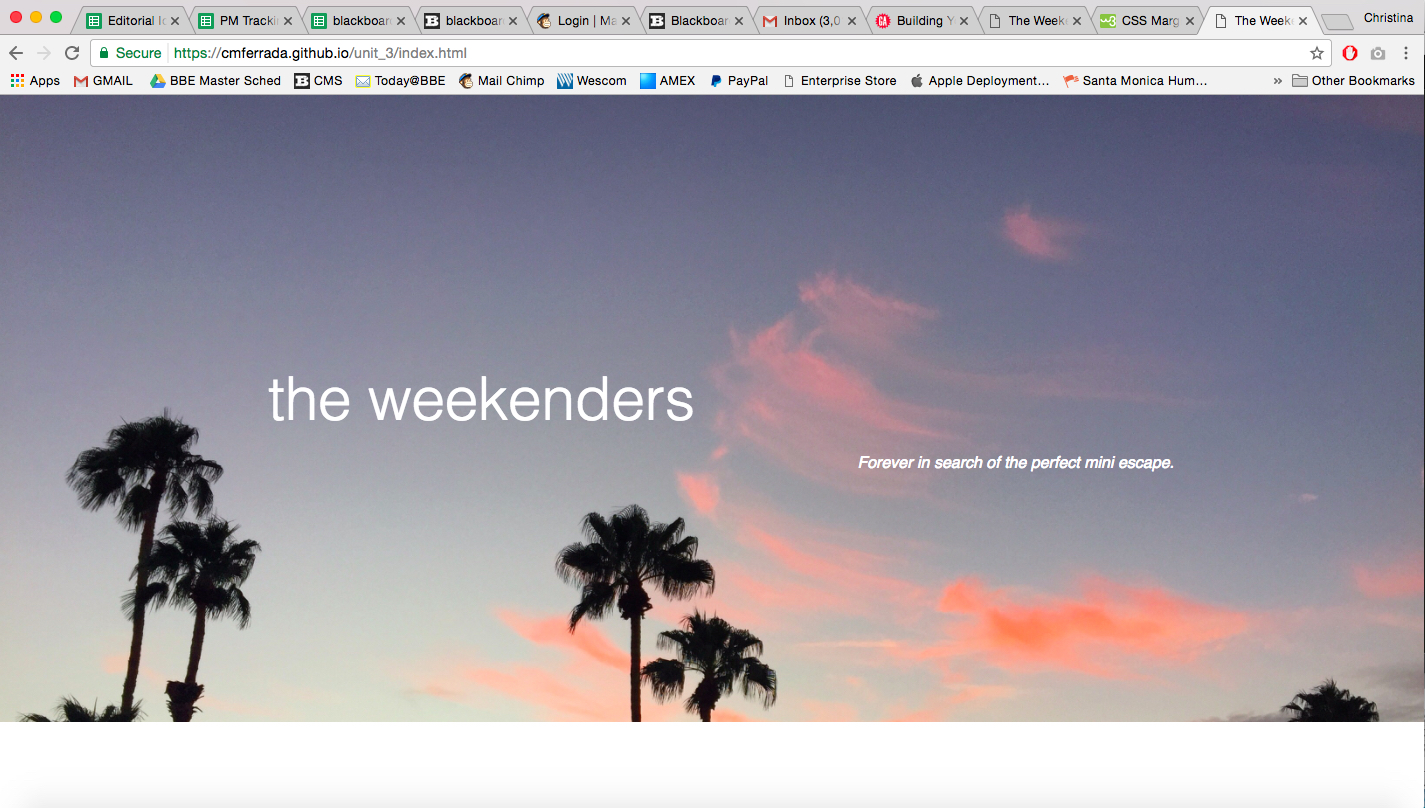 Editorial Ic PM Trackin blackboar blackboar Login | Ma Blackboar Inbox (3,0 Building Y The Weeke CSS Marg The Weeke Christina
Secure https://cmferrada.github.io/unit_3/index.html
Apps GMAIL BBE Master Sched CMS Today@BBE Mail Chimp Wescom AMEX PayPal Enterprise Store Apple Deployment... Santa Monica Hum... » Other Bookmarks
the weekenders
Forever in search of the perfect mini escape.